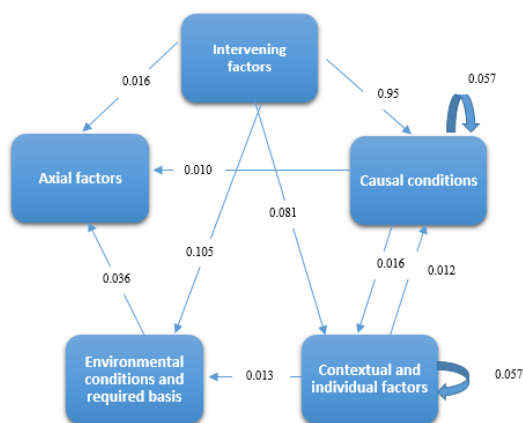 Intervening
factors
0.016
0.95
0.057
Axial factors
0.010
Causal conditions
0.081
0.105
0.016
0.012
0.036
Environmental
conditions and
required basis
0.013
Contextual and
individual factors
0.057